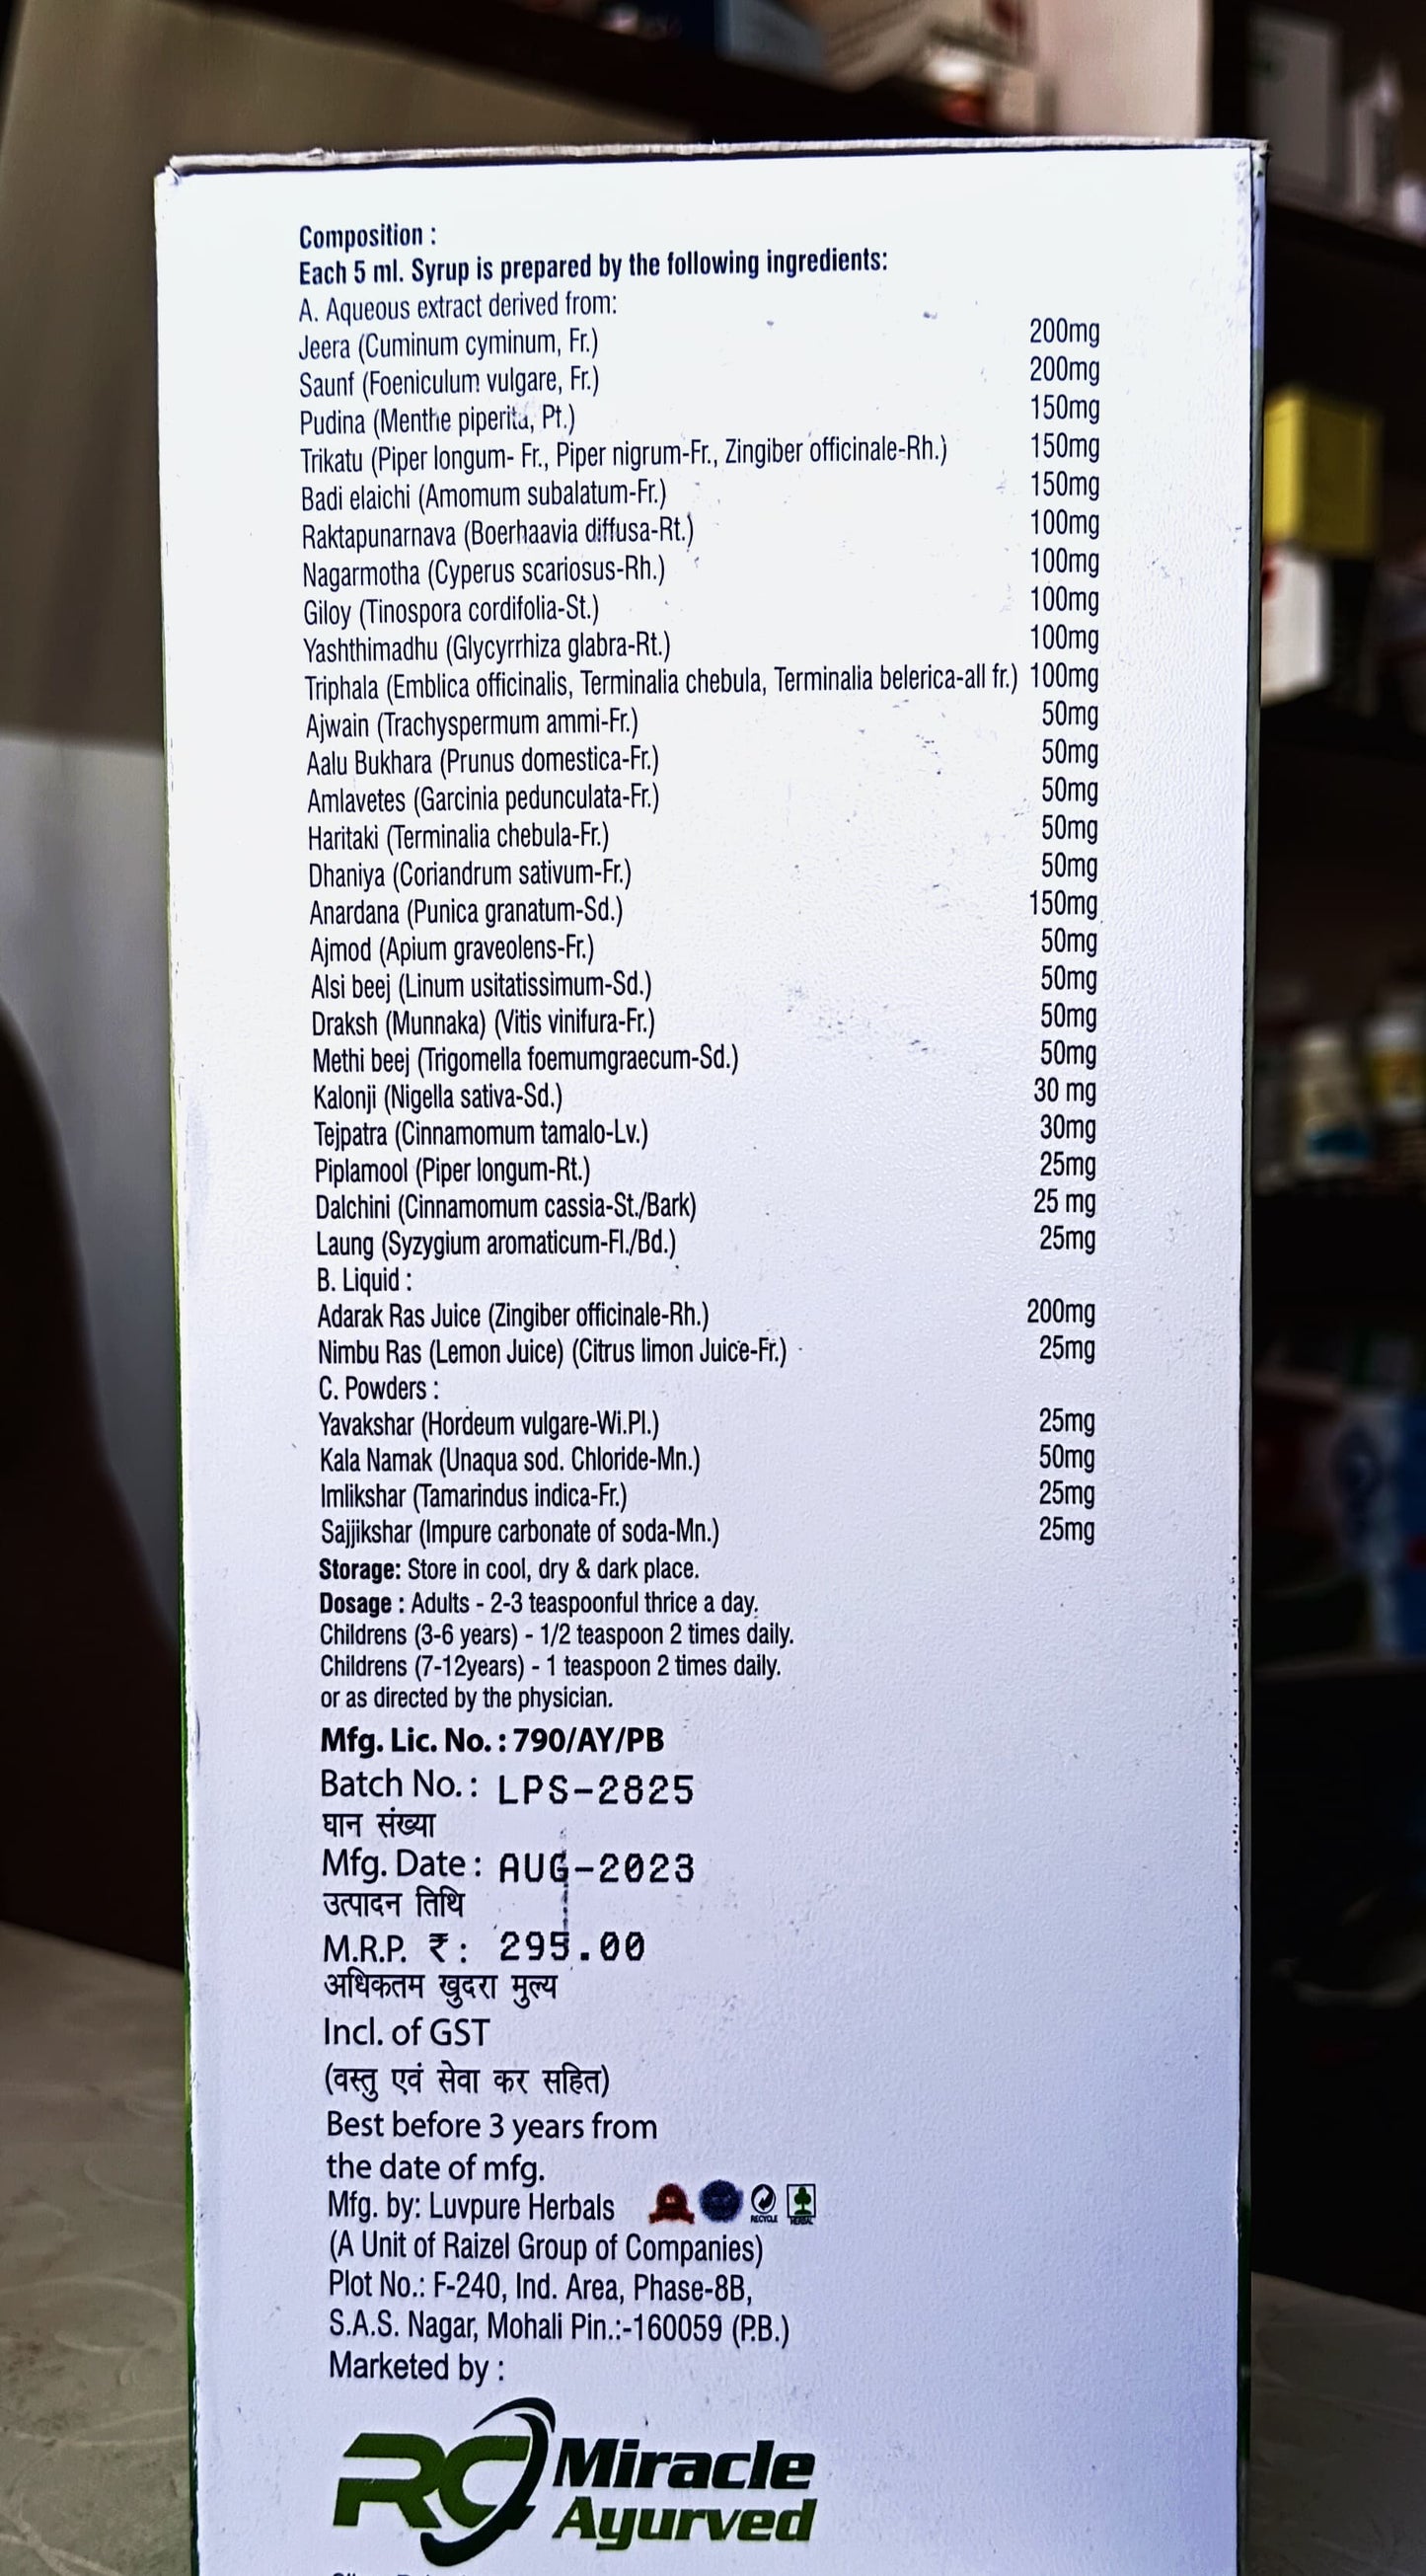 Composition :
Each 5 ml. Syrup is prepared by the following ingredients:
A. Aqueous extract derived from:
Jeera (Cuminum cyminum, Fr.) 200mg
Saunf (Foeniculum vulgare, Fr.) 200mg
Pudina (Menthe piperita, Pt.) 150mg
Trikatu (Piper longum- Fr., Piper nigrum-Fr., Zingiber officinale-Rh.) 150mg
Badi elaichi (Amomum subalatum-Fr.) 150mg
Raktapunarnava (Boerhaavia diffusa-Rt.) 100mg
Nagarmotha (Cyperus scariosus-Rh.) 100mg
Giloy (Tinospora cordifolia-St.) 100mg
Yashthimadhu (Glycyrrhiza glabra-Rt.) 100mg
Triphala (Emblica officinalis, Terminalia chebula, Terminalia belerica-all fr.) 100mg
Ajwain (Trachyspermum ammi-Fr.) 50mg
Aalu Bukhara (Prunus domestica-Fr.) 50mg
Amlavetes (Garcinia pedunculata-Fr.) 50mg
Haritaki (Terminalia chebula-Fr.) 50mg
Dhaniya (Coriandrum sativum-Fr.) 50mg
Anardana (Punica granatum-Sd.) 150mg
Ajmod (Apium graveolens-Fr.) 50mg
Alsi beej (Linum usitatissimum-Sd.) 50mg
Draksh (Munnaka) (Vitis vinifura-Fr.) 50mg
Methi beej (Trigomella foemumgraecum-Sd.) 50mg
Kalonji (Nigella sativa-Sd.) 30 mg
Tejpatra (Cinnamomum tamalo-Lv.) 30mg
Piplamool (Piper longum-Rt.) 25mg
Dalchini (Cinnamomum cassia-St./Bark) 25 mg
Laung (Syzygium aromaticum-Fl./Bd.) 25mg
B. Liquid :
Adarak Ras Juice (Zingiber officinale-Rh.) 200mg
Nimbu Ras (Lemon Juice) (Citrus limon Juice-Fr.) 25mg
C. Powders :
Yavakshar (Hordeum vulgare-Wi.Pl.) 25mg
Kala Namak (Unaqua sod. Chloride-Mn.) 50mg
Imlikshar (Tamarindus indica-Fr.) 25mg
Sajjikshar (Impure carbonate of soda-Mn.) 25mg
Storage: Store in cool, dry & dark place.
Dosage : Adults - 2-3 teaspoonful thrice a day.
Childrens (3-6 years) - 1/2 teaspoon 2 times daily.
Childrens (7-12years) - 1 teaspoon 2 times daily.
or as directed by the physician.
Mfg. Lic. No. : 790/AY/PB
Batch No. : LPS-2825
घान संख्या
Mfg. Date : AUG-2023
उत्पादन तिथि
M.R.P. ₹ : 295.00
अधिकतम खुदरा मुल्य
Incl. of GST
(वस्तु एवं सेवा कर सहित)
Best before 3 years from
the date of mfg.
Mfg. by: Luvpure Herbals RECYCLE HERBAL
(A Unit of Raizel Group of Companies)
Plot No.: F-240, Ind. Area, Phase-8B,
S.A.S. Nagar, Mohali Pin.:-160059 (P.B.)
Marketed by :
RC Miracle
Ayurved